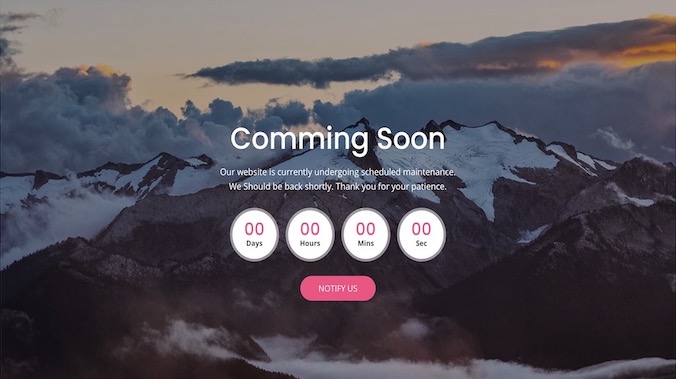 Comming Soon
Our website is currently undergoing scheduled maintenance.
We Should be back shortly. Thank you for your patience.
00 00 00 00
Days Hours Mins Sec
NOTIFY US